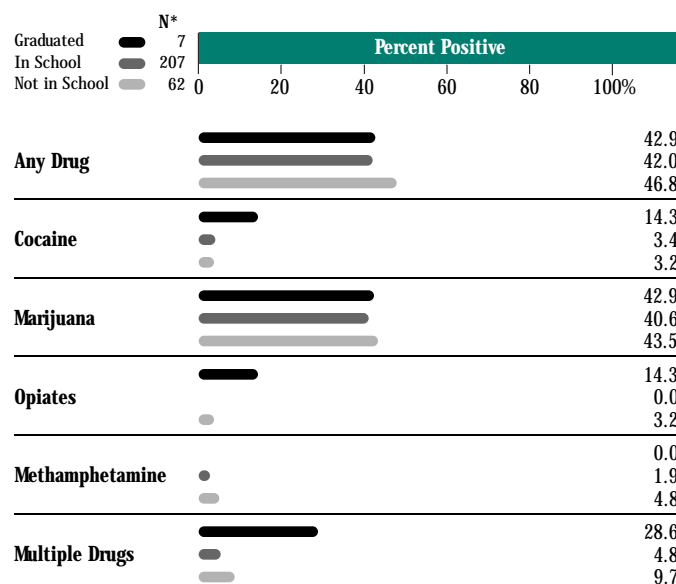 N*
Graduated 7
In School 207
Not in School 62
Percent Positive
0 20 40 60 80 100%
Any Drug
42.9
42.0
46.8
Cocaine
14.3
3.4
3.2
Marijuana
42.9
40.6
43.5
Opiates
14.3
0.0
3.2
Methamphetamine
0.0
1.9
4.8
Multiple Drugs
28.6
4.8
9.7